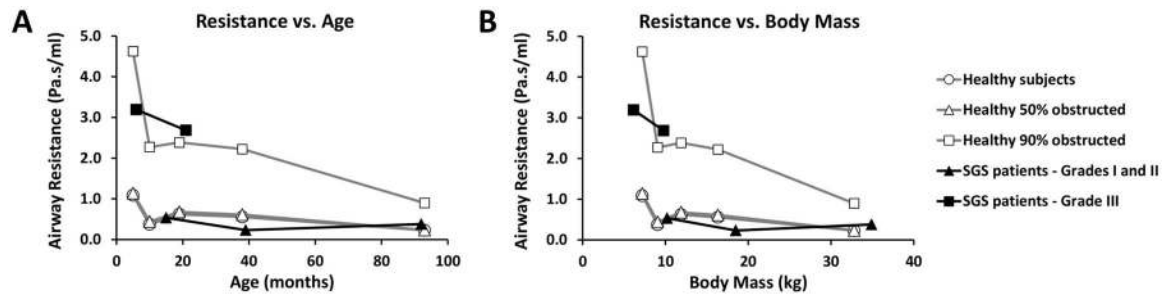 A
Resistance vs. Age
Airway Resistance (Pa.s/ml)
5.0
4.0
3.0
2.0
1.0
0.0
0 20 40 60 80 100
Age (months)
B
Resistance vs. Body Mass
Airway Resistance (Pa.s/ml)
5.0
4.0
3.0
2.0
1.0
0.0
0 10 20 30 40
Body Mass (kg)
Healthy subjects
Healthy 50% obstructed
Healthy 90% obstructed
SGS patients - Grades I and II
SGS patients - Grade III